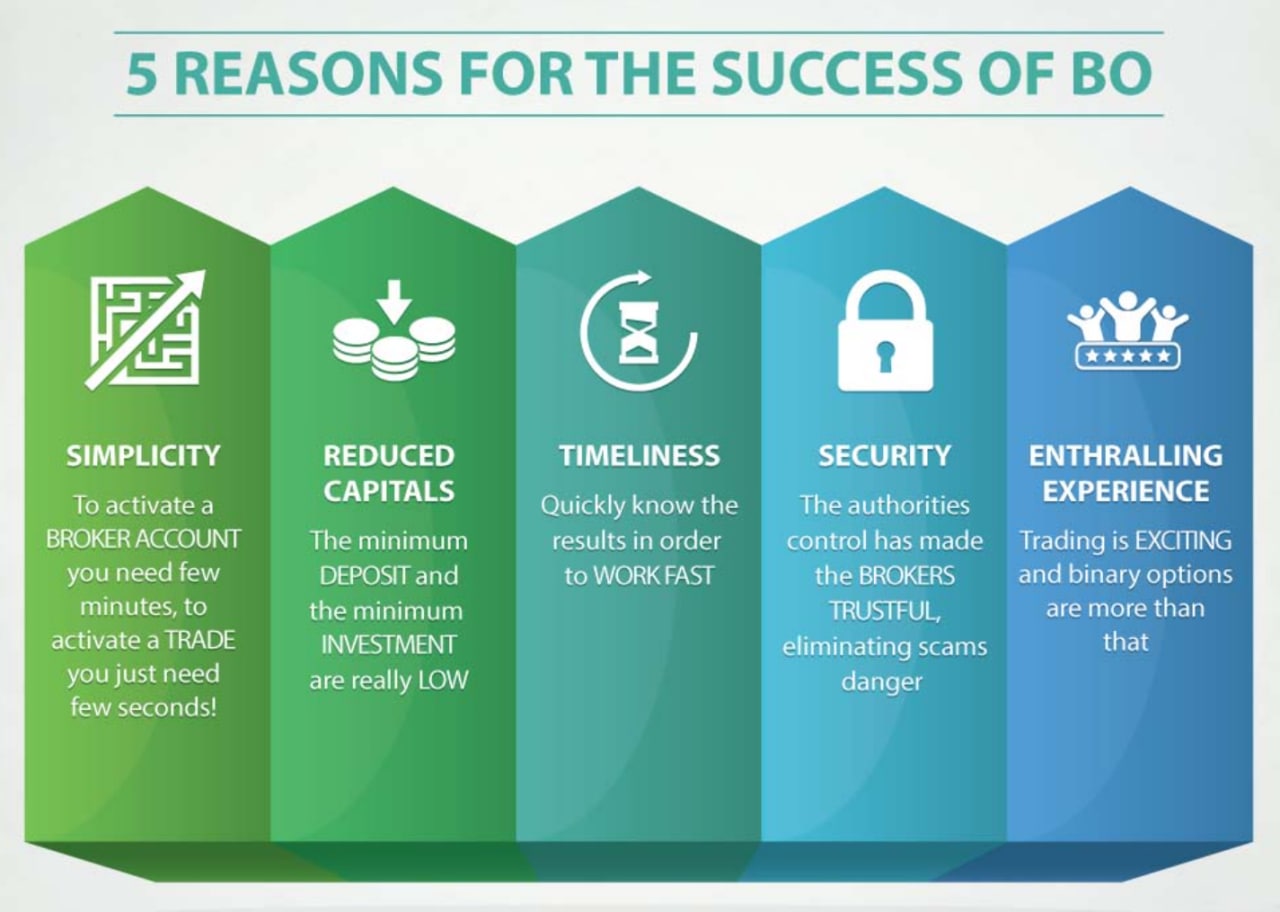 5 REASONS FOR THE SUCCESS OF BO
SIMPLICITY
To activate a
BROKER ACCOUNT
you need few
minutes, to
activate a TRADE
you just need
few seconds!
REDUCED
CAPITALS
The minimum
DEPOSIT and
the minimum
INVESTMENT
are really LOW
TIMELINESS
Quickly know the
results in order
to WORK FAST
SECURITY
The authorities
control has made
the BROKERS
TRUSTFUL,
eliminating scams
danger
ENTHRALLING
EXPERIENCE
Trading is EXCITING
and binary options
are more than
that